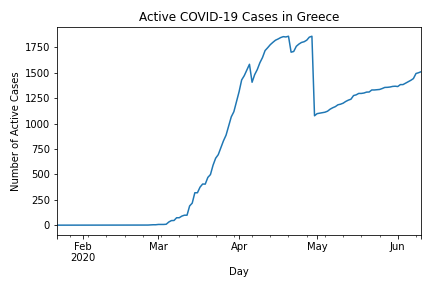 Active COVID-19 Cases in Greece
Number of Active Cases
1750
1500
1250
1000
750
500
250
0
Feb
2020
Mar
Apr
May
Jun
Day